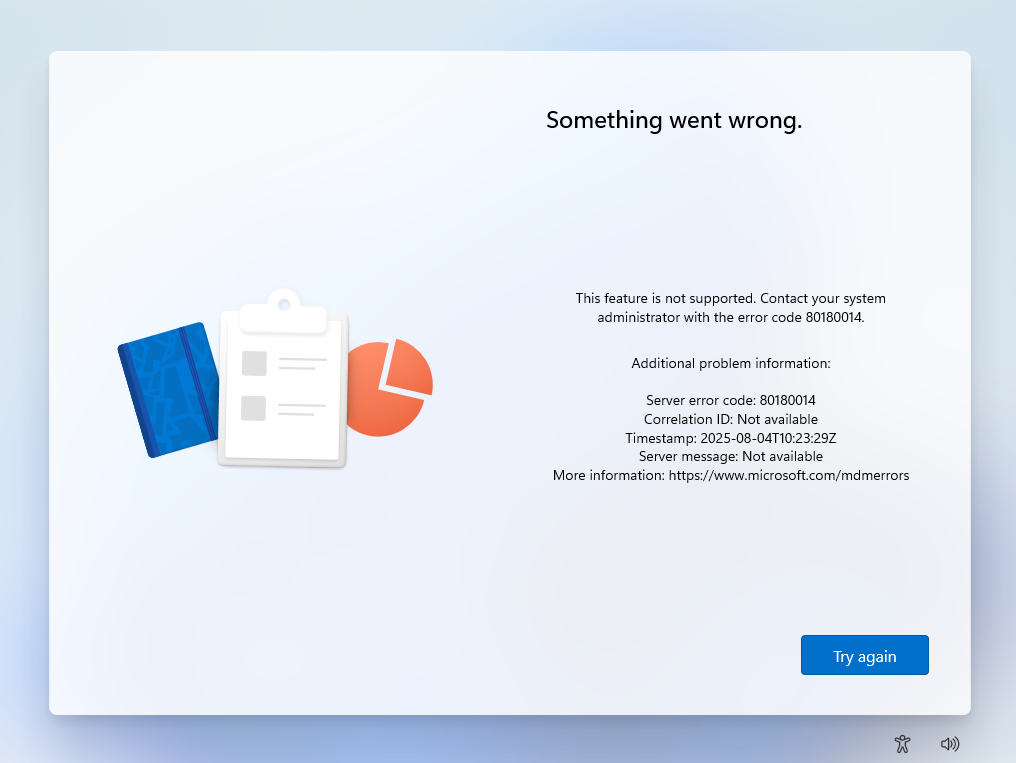 Something went wrong.
This feature is not supported. Contact your system
administrator with the error code 80180014.
Additional problem information:
Server error code: 80180014
Correlation ID: Not available
Timestamp: 2025-08-04T10:23:29Z
Server message: Not available
More information: https://www.microsoft.com/mdmerrors
Try again